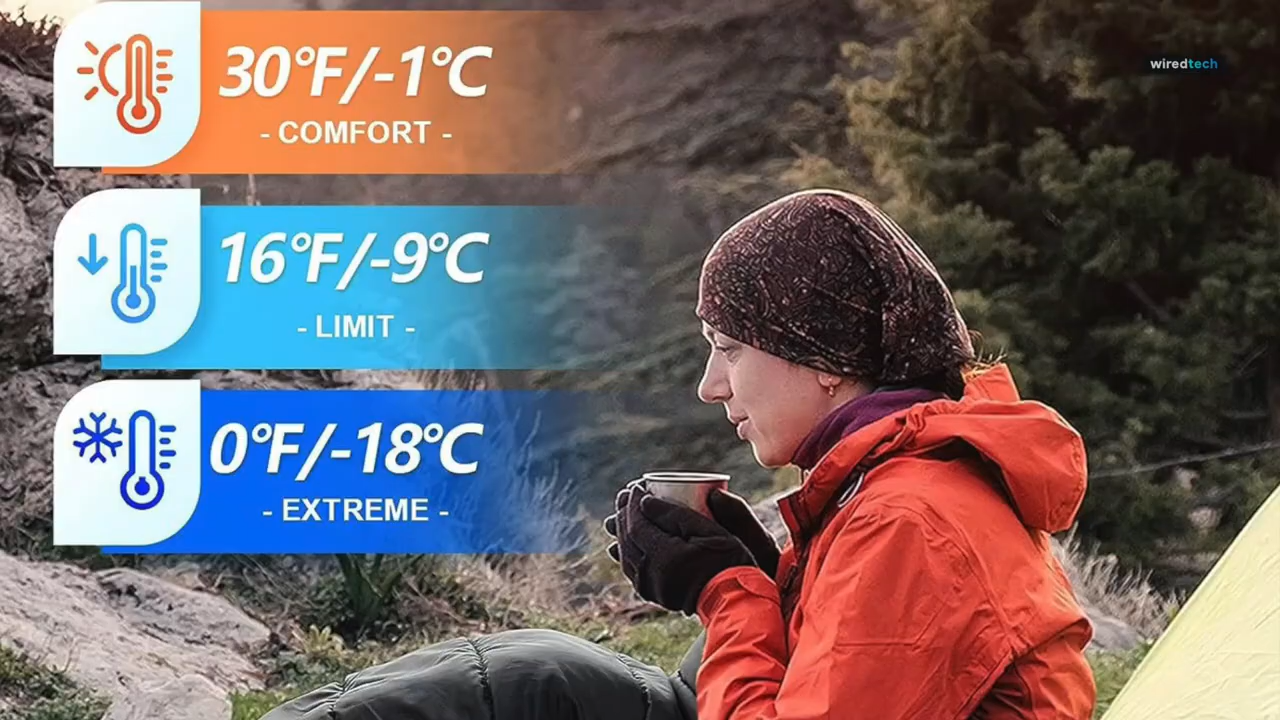 30°F/-1°C
- COMFORT -
16°F/-9°C
- LIMIT -
0°F/-18°C
- EXTREME -
wiredtech